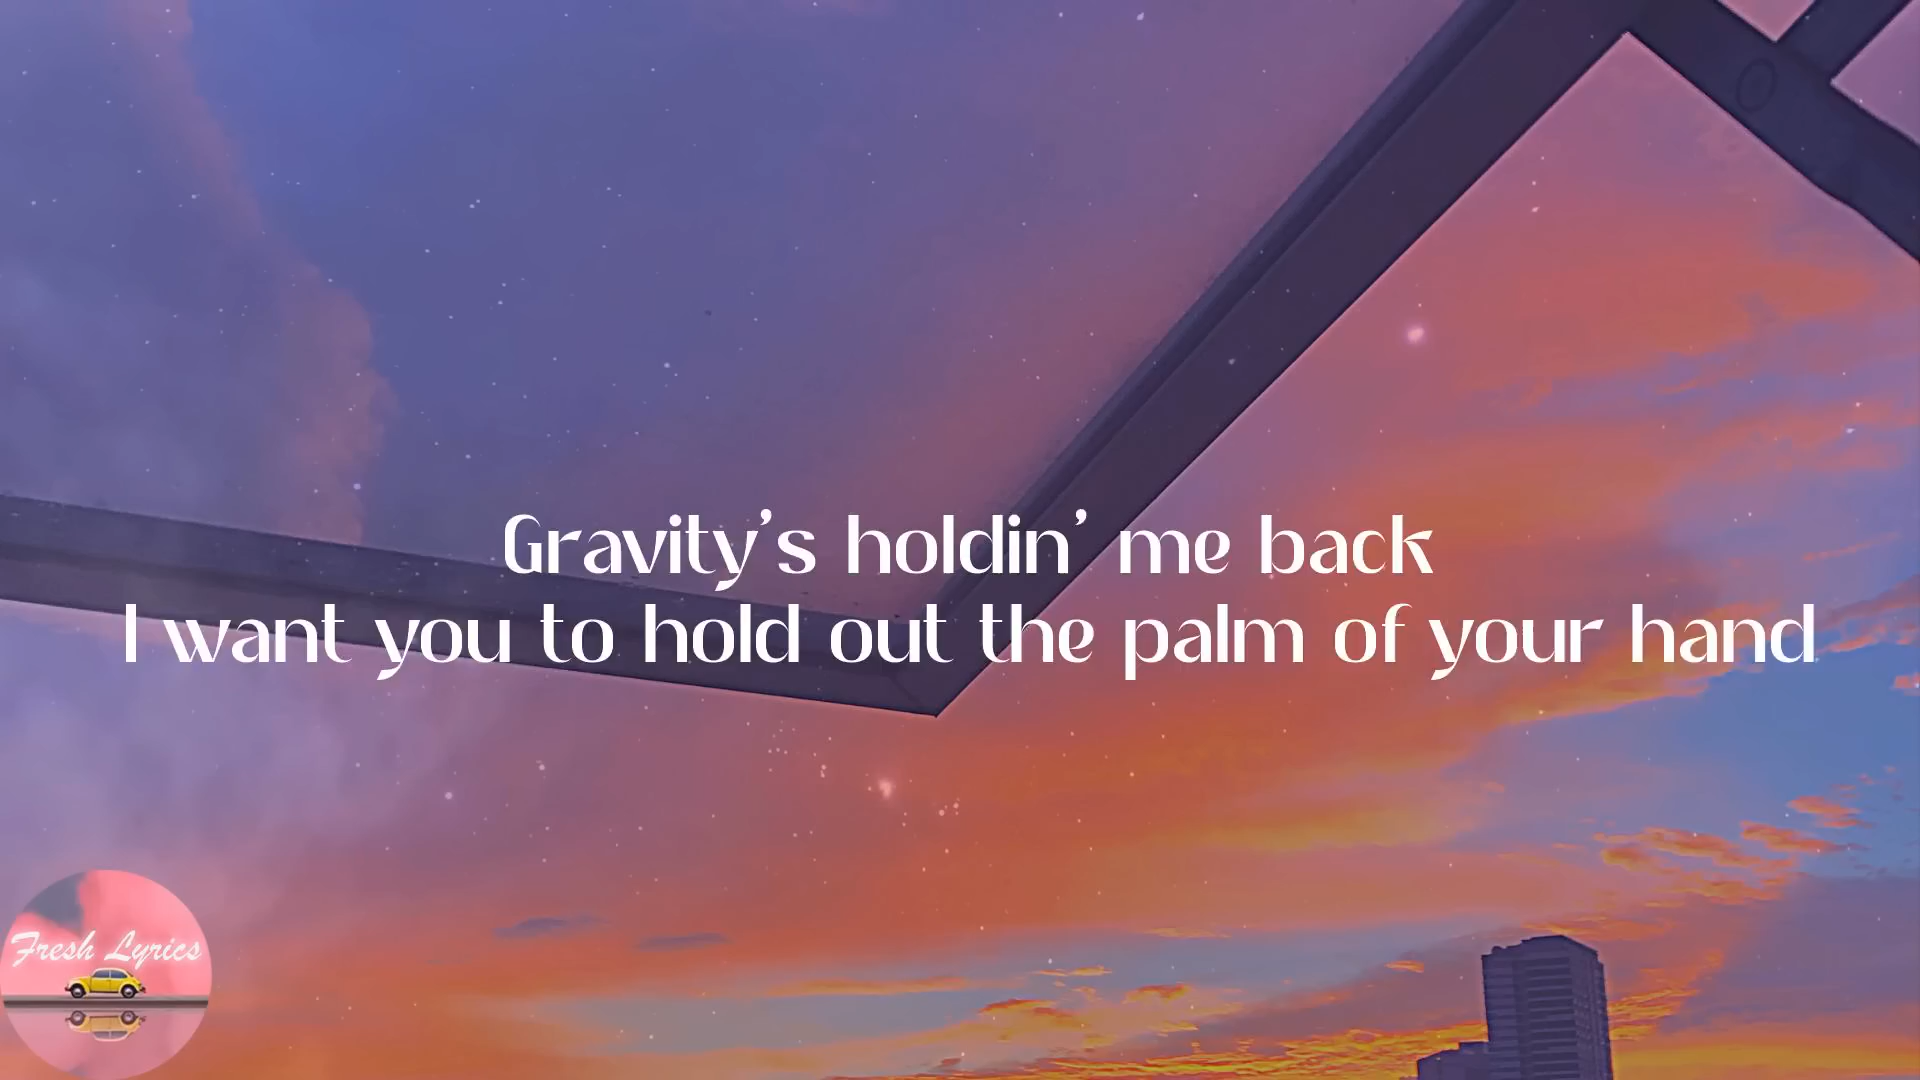 Gravity's holdin' me back
I want you to hold out the palm of your hand
Fresh Lyrics